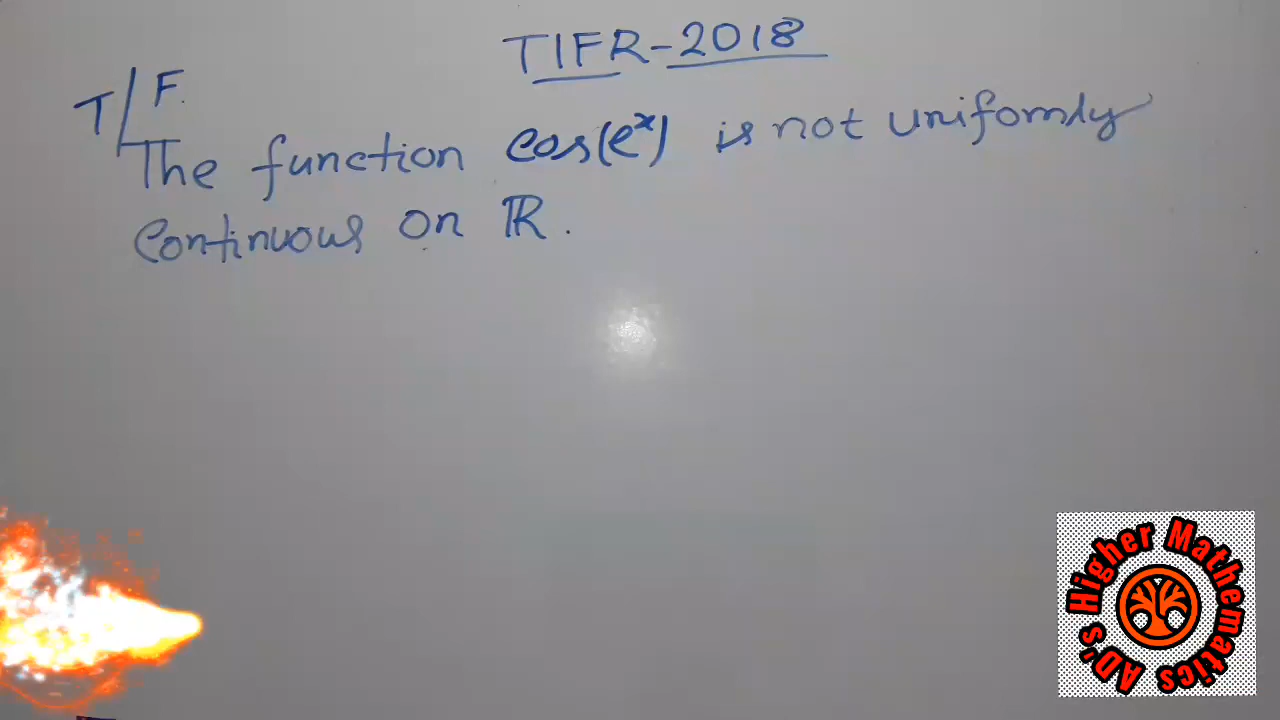 TIFR-2018
T/F.
The function cos(e^x) is not uniformly
continuous on ℝ.
AD's Higher Mathematics